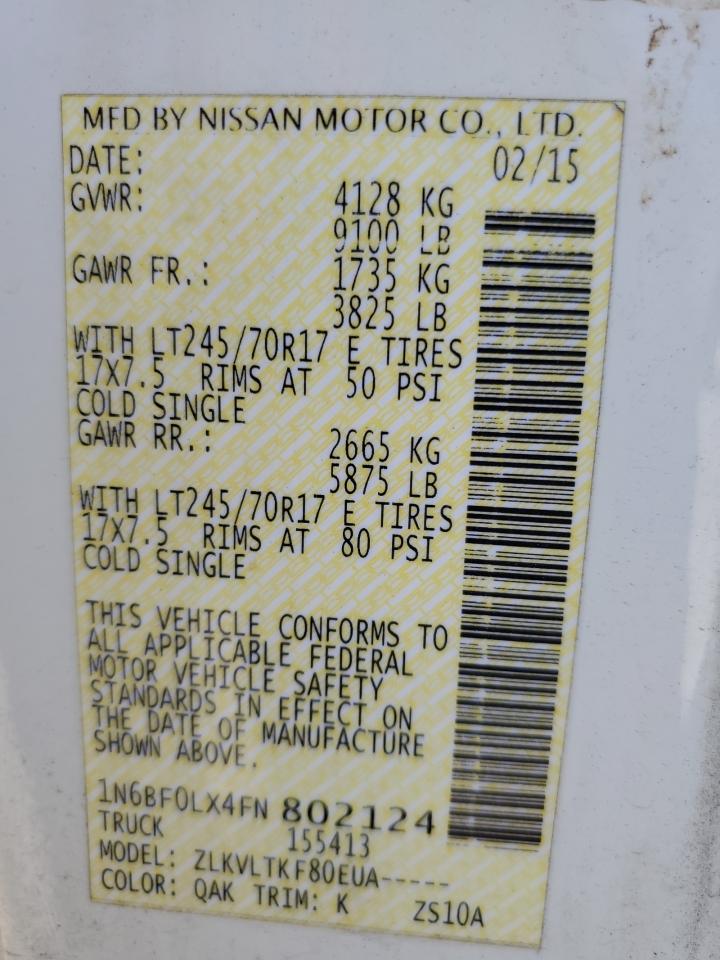 MFD BY NISSAN MOTOR CO., LTD.
DATE: 02/15
GVWR: 4128 KG
9100 LB
GAWR FR.: 1735 KG
3825 LB
WITH LT245/70R17 E TIRES
17X7.5 RIMS AT 50 PSI
COLD SINGLE
GAWR RR.: 2665 KG
5875 LB
WITH LT245/70R17 E TIRES
17X7.5 RIMS AT 80 PSI
COLD SINGLE
THIS VEHICLE CONFORMS TO
ALL APPLICABLE FEDERAL
MOTOR VEHICLE SAFETY
STANDARDS IN EFFECT ON
THE DATE OF MANUFACTURE
SHOWN ABOVE.
1N6BF0LX4FN 802124
TRUCK 155413
MODEL: ZLKVLTKF80EUA-----
COLOR: QAK TRIM: K ZS10A